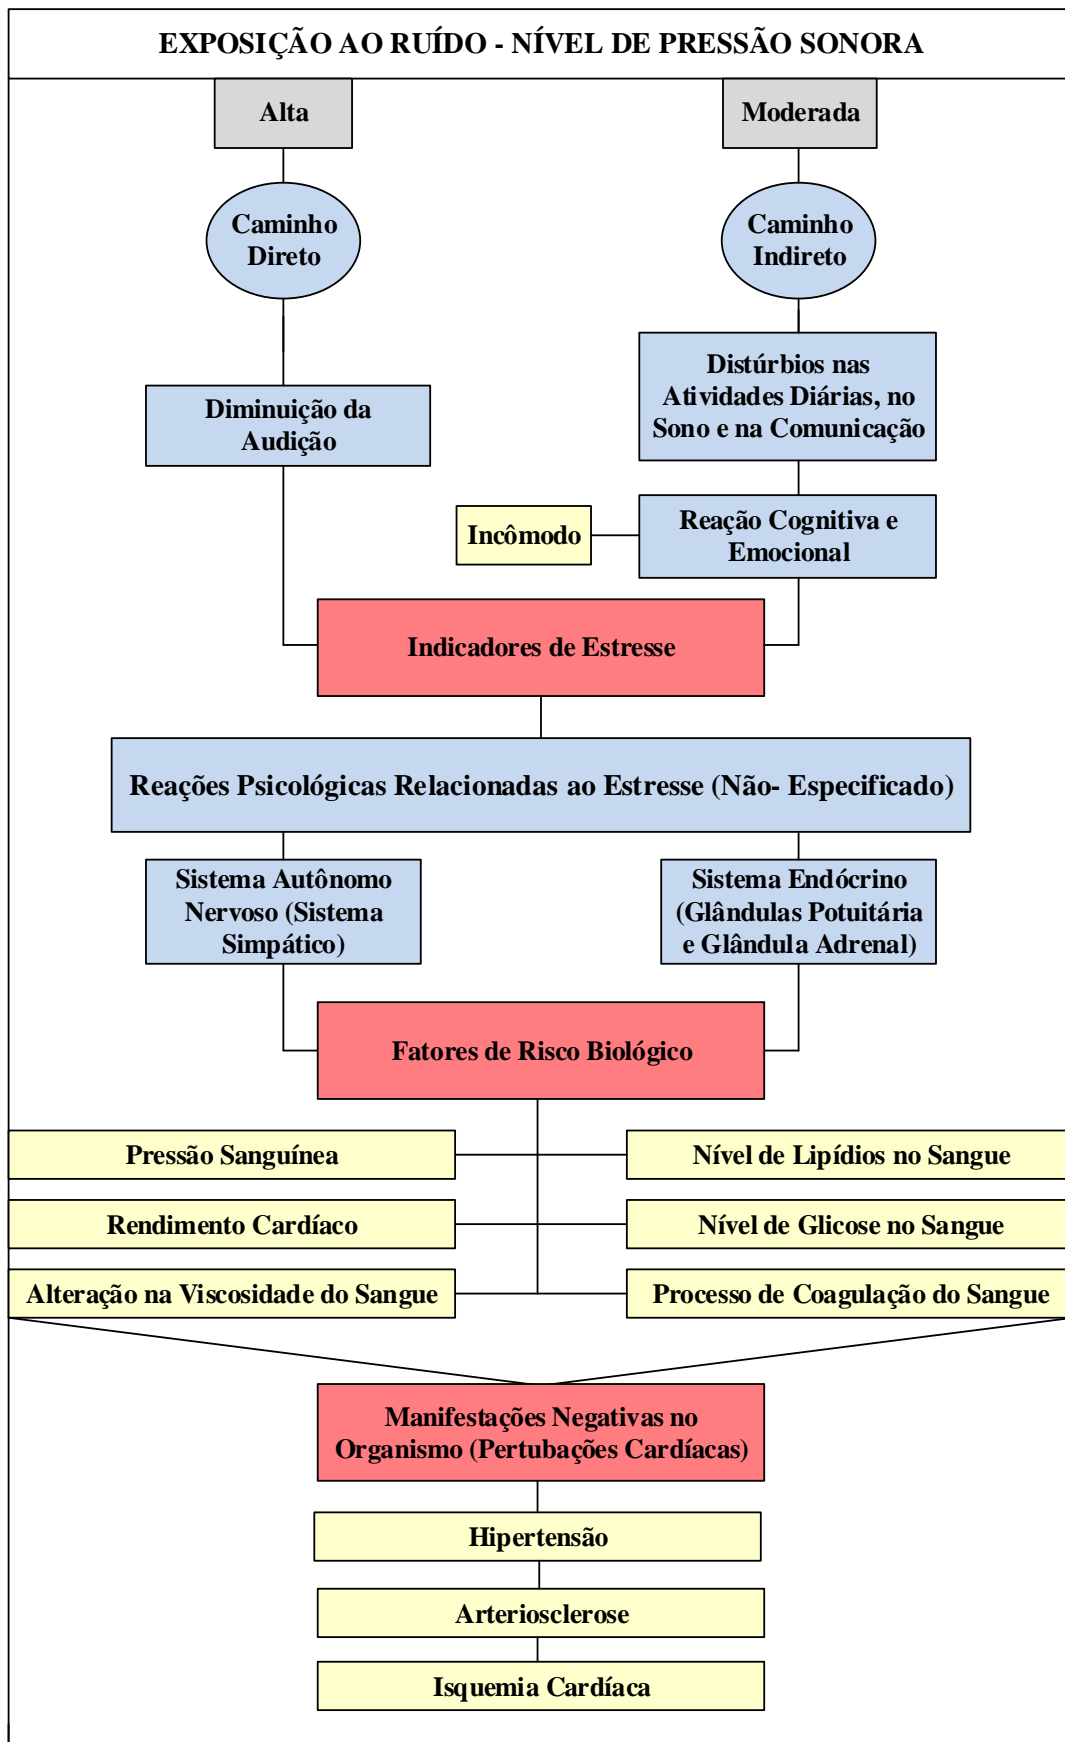 EXPOSIÇÃO AO RUÍDO - NÍVEL DE PRESSÃO SONORA
Alta
Moderada
Caminho
Direto
Caminho
Indireto
Distúrbios nas
Atividades Diárias, no
Sono e na Comunicação
Diminuição da
Audição
Incômodo
Reação Cognitiva e
Emocional
Indicadores de Estresse
Reações Psicológicas Relacionadas ao Estresse (Não- Especificado)
Sistema Autônomo
Nervoso (Sistema
Simpático)
Sistema Endócrino
(Glândulas Potuitária
e Glândula Adrenal)
Fatores de Risco Biológico
Pressão Sanguínea
Nível de Lipídios no Sangue
Rendimento Cardíaco
Nível de Glicose no Sangue
Alteração na Viscosidade do Sangue
Processo de Coagulação do Sangue
Manifestações Negativas no
Organismo (Pertubações Cardíacas)
Hipertensão
Arteriosclerose
Isquemia Cardíaca